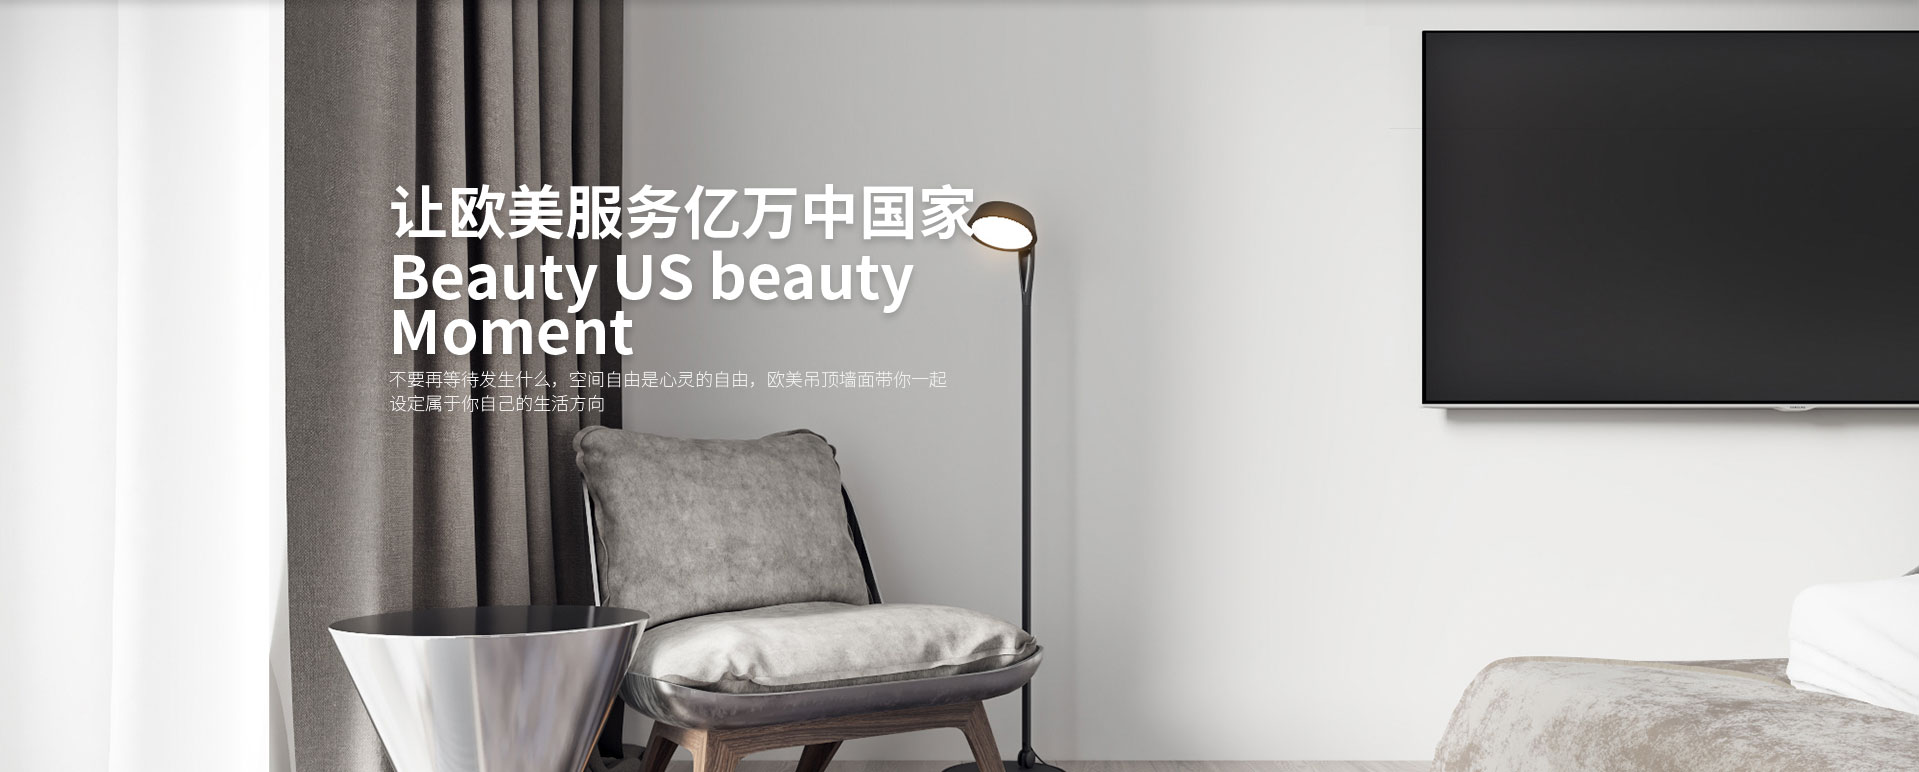 让欧美服务亿万中国家
Beauty US beauty
Moment
不要再等待发生什么，空间自由是心灵的自由，欧美吊顶墙面带你一起
设定属于你自己的生活方向